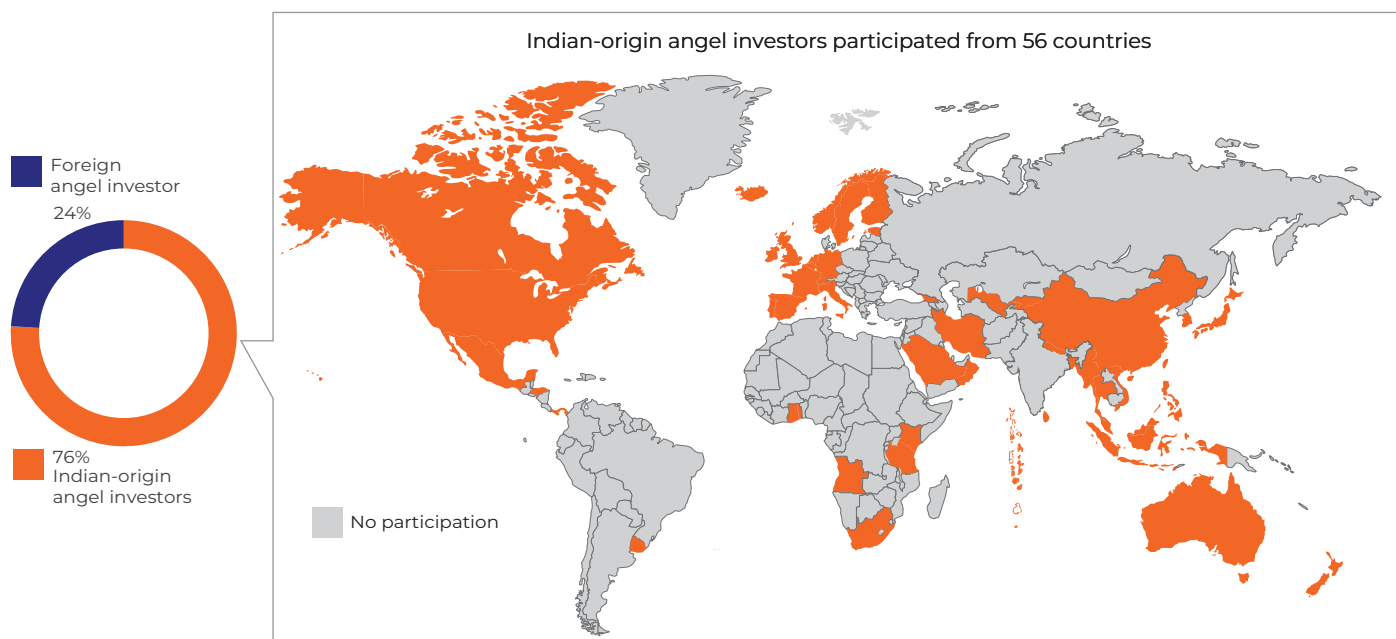 Indian-origin angel investors participated from 56 countries
Foreign
angel investor
24%
76%
Indian-origin
angel investors
No participation